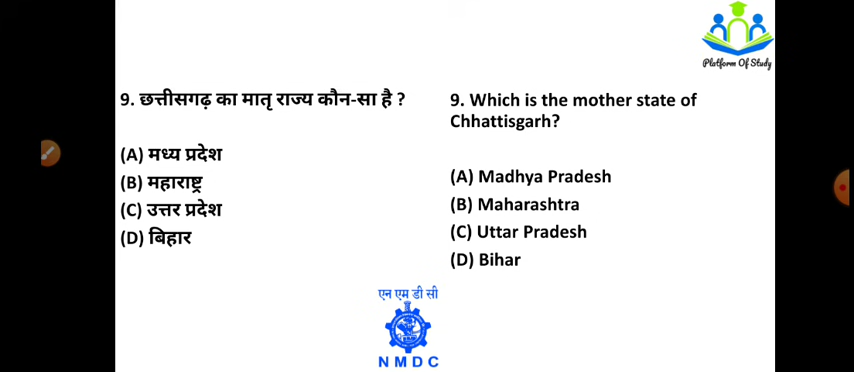 Platform Of Study
9. छत्तीसगढ़ का मातृ राज्य कौन-सा है ?
(A) मध्य प्रदेश
(B) महाराष्ट्र
(C) उत्तर प्रदेश
(D) बिहार
9. Which is the mother state of
Chhattisgarh?
(A) Madhya Pradesh
(B) Maharashtra
(C) Uttar Pradesh
(D) Bihar
एन एम डी सी
NMDC